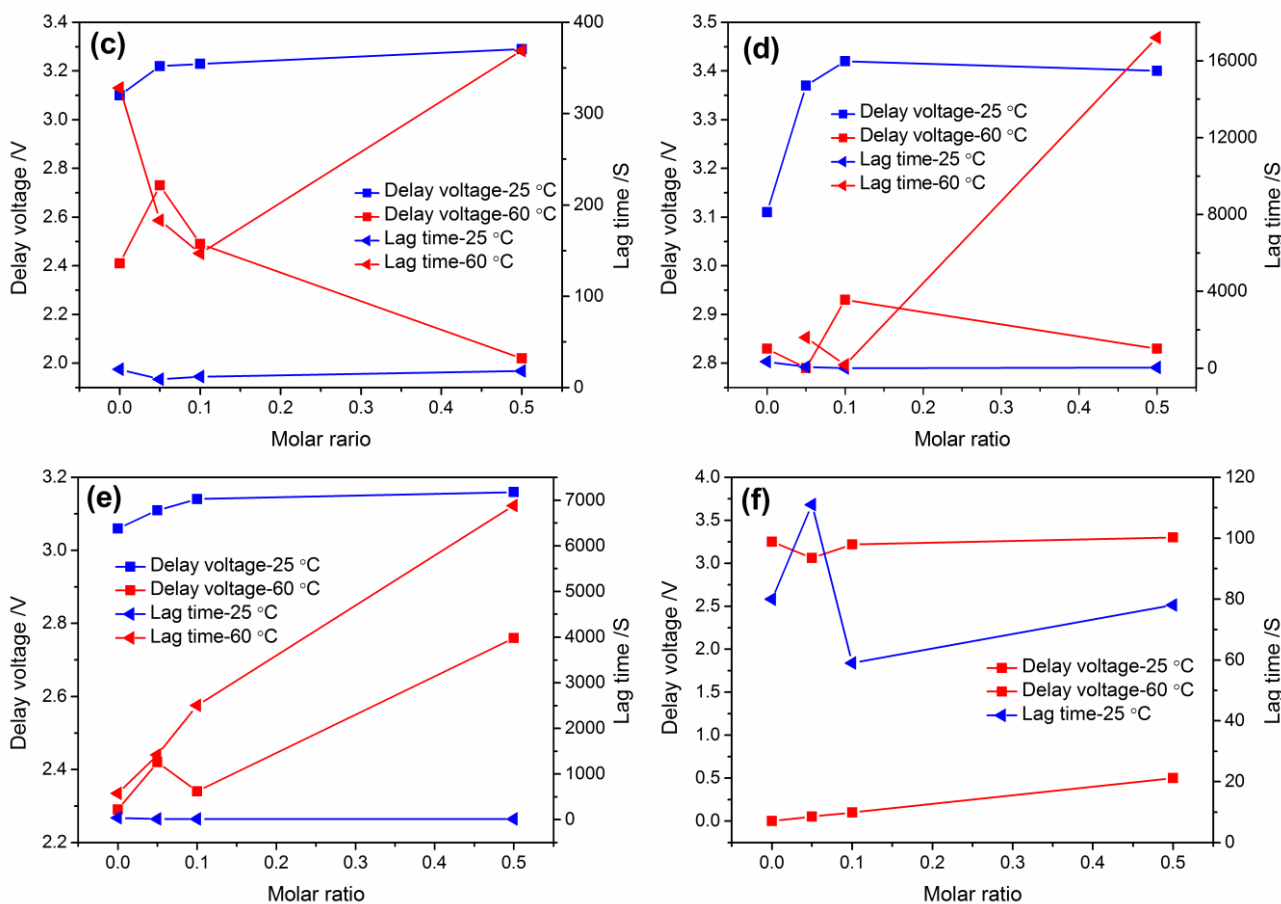 (c)
3.4
3.2
3.0
2.8
2.6
2.4
2.2
2.0
Delay voltage /V
400
300
200
100
0
Lag time /S
Delay voltage-25 °C
Delay voltage-60 °C
Lag time-25 °C
Lag time-60 °C
0.0 0.1 0.2 0.3 0.4 0.5
Molar rario
(d)
3.5
3.4
3.3
3.2
3.1
3.0
2.9
2.8
Delay voltage /V
16000
12000
8000
4000
0
Lag time /S
Delay voltage-25 °C
Delay voltage-60 °C
Lag time-25 °C
Lag time-60 °C
0.0 0.1 0.2 0.3 0.4 0.5
Molar ratio
(e)
3.2
3.0
2.8
2.6
2.4
2.2
Delay voltage /V
7000
6000
5000
4000
3000
2000
1000
0
Lag time /S
Delay voltage-25 °C
Delay voltage-60 °C
Lag time-25 °C
Lag time-60 °C
0.0 0.1 0.2 0.3 0.4 0.5
Molar ratio
(f)
4.0
3.5
3.0
2.5
2.0
1.5
1.0
0.5
0.0
Delay voltage /V
120
100
80
60
40
20
0
Lag time /S
Delay voltage-25 °C
Delay voltage-60 °C
Lag time-25 °C
0.0 0.1 0.2 0.3 0.4 0.5
Molar ratio